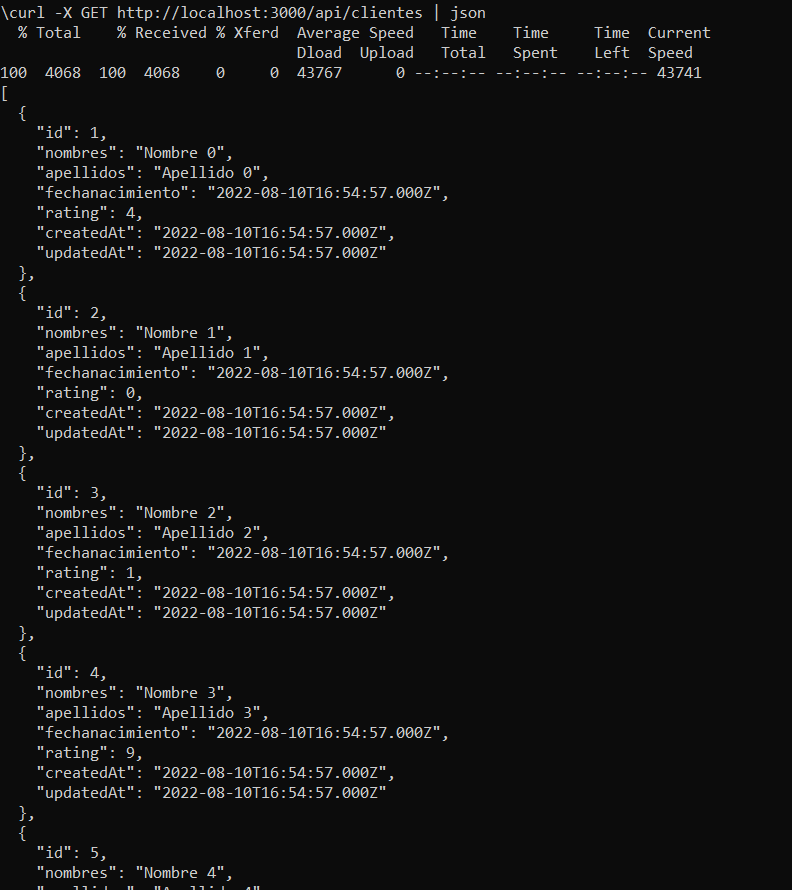 \curl -X GET http://localhost:3000/api/clientes | json
  % Total    % Received % Xferd  Average Speed   Time    Time     Time  Current
                                 Dload  Upload   Total   Spent    Left  Speed
100  4068  100  4068    0     0  43767      0 --:--:-- --:--:-- --:--:-- 43741
[
  {
    "id": 1,
    "nombres": "Nombre 0",
    "apellidos": "Apellido 0",
    "fechanacimiento": "2022-08-10T16:54:57.000Z",
    "rating": 4,
    "createdAt": "2022-08-10T16:54:57.000Z",
    "updatedAt": "2022-08-10T16:54:57.000Z"
  },
  {
    "id": 2,
    "nombres": "Nombre 1",
    "apellidos": "Apellido 1",
    "fechanacimiento": "2022-08-10T16:54:57.000Z",
    "rating": 0,
    "createdAt": "2022-08-10T16:54:57.000Z",
    "updatedAt": "2022-08-10T16:54:57.000Z"
  },
  {
    "id": 3,
    "nombres": "Nombre 2",
    "apellidos": "Apellido 2",
    "fechanacimiento": "2022-08-10T16:54:57.000Z",
    "rating": 1,
    "createdAt": "2022-08-10T16:54:57.000Z",
    "updatedAt": "2022-08-10T16:54:57.000Z"
  },
  {
    "id": 4,
    "nombres": "Nombre 3",
    "apellidos": "Apellido 3",
    "fechanacimiento": "2022-08-10T16:54:57.000Z",
    "rating": 9,
    "createdAt": "2022-08-10T16:54:57.000Z",
    "updatedAt": "2022-08-10T16:54:57.000Z"
  },
  {
    "id": 5,
    "nombres": "Nombre 4",